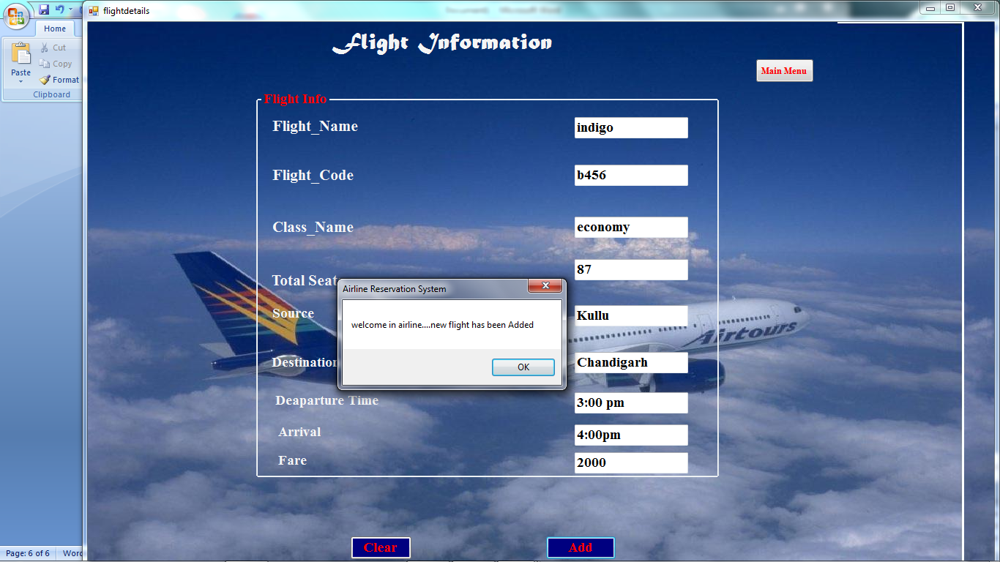 flightdetails
Home
Cut
Copy
Paste
Format
Clipboard
Flight Information
Main Menu
Flight Info
Flight_Name indigo
Flight_Code b456
Class_Name economy
Total Seat 87
Airline Reservation System
Source Kullu
welcome in airline....new flight has been Added
Airtours
Destination Chandigarh
OK
Deaparture Time 3:00 pm
Arrival 4:00pm
Fare 2000
Clear Add
Page: 6 of 6 Word